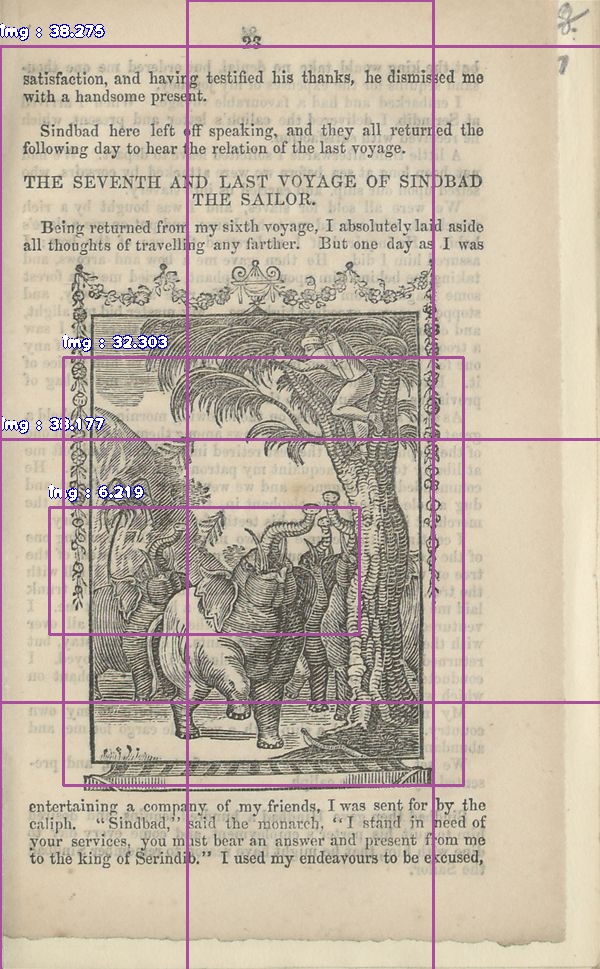 23
satisfaction, and having testified his thanks, he dismissed me
with a handsome present.
Sindbad here left off speaking, and they all returned the
following day to hear the relation of the last voyage.
THE SEVENTH AND LAST VOYAGE OF SINDBAD
THE SAILOR.
Being returned from my sixth voyage, I absolutely laid aside
all thoughts of travelling any farther. But one day as I was
img : 38.275
img : 32.303
img : 33.177
img : 6.219
entertaining a company of my friends, I was sent for by the
caliph. "Sindbad," said the monarch, "I stand in need of
your services, you must bear an answer and present from me
to the king of Serindib." I used my endeavours to be excused,